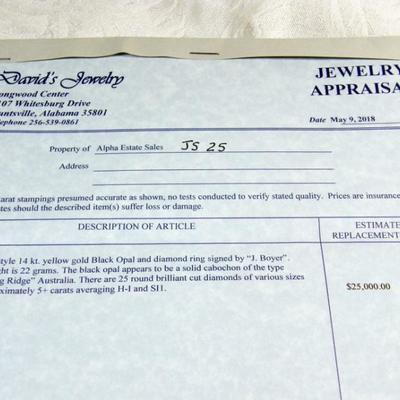 David's Jewelry
ongwood Center
107 Whitesburg Drive
untsville, Alabama 35801
Telephone 256-539-0861
JEWELRY
APPRAISA
Date May 9, 2018
Property of Alpha Estate Sales JS 25
Address
arat stampings presumed accurate as shown, no tests conducted to verify stated quality. Prices are insurance
tes should the described item(s) suffer loss or damage.
DESCRIPTION OF ARTICLE
ESTIMATE
REPLACEMENT
tyle 14 kt. yellow gold Black Opal and diamond ring signed by "J. Boyer".
ght is 22 grams. The black opal appears to be a solid cabochon of the type
g Ridge" Australia. There are 25 round brilliant cut diamonds of various sizes
ximately 5+ carats averaging H-I and SI1.
$25,000.00